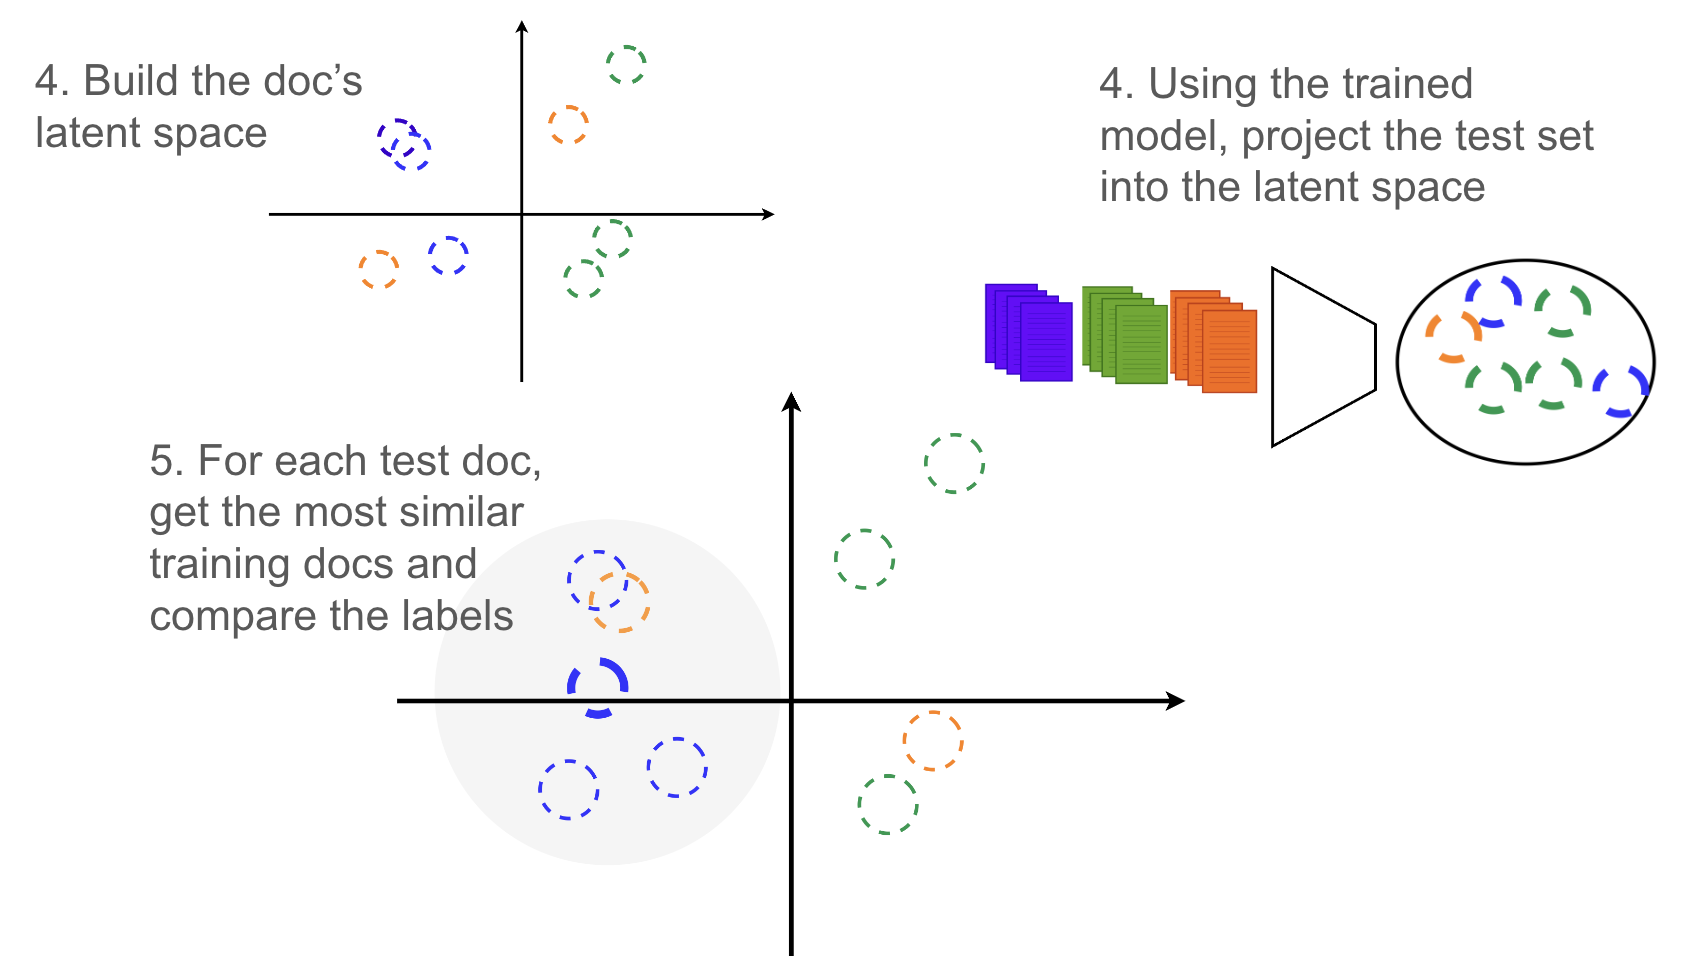 4. Build the doc’s
latent space
4. Using the trained
model, project the test set
into the latent space
5. For each test doc,
get the most similar
training docs and
compare the labels